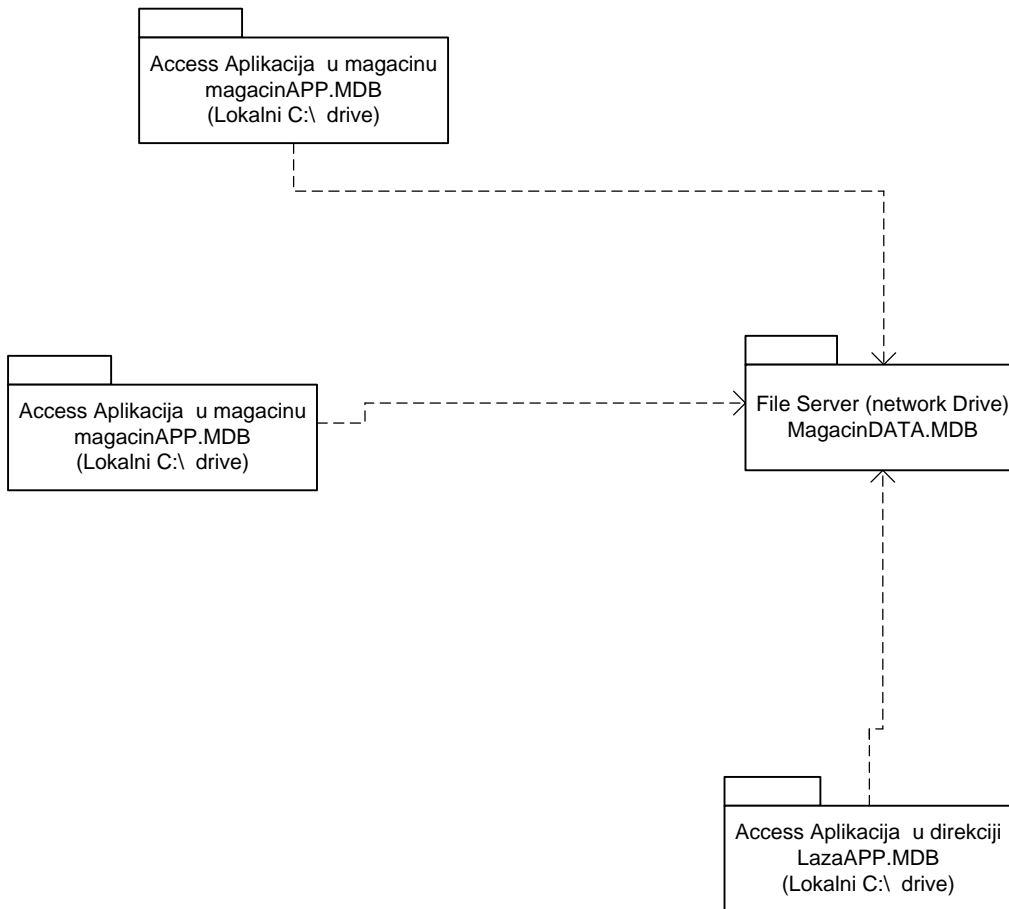 Access Aplikacija  u magacinu
magacinAPP.MDB
(Lokalni C:\  drive)
Access Aplikacija  u magacinu
magacinAPP.MDB
(Lokalni C:\  drive)
File Server (network Drive)
MagacinDATA.MDB
Access Aplikacija  u direkciji
LazaAPP.MDB
(Lokalni C:\  drive)